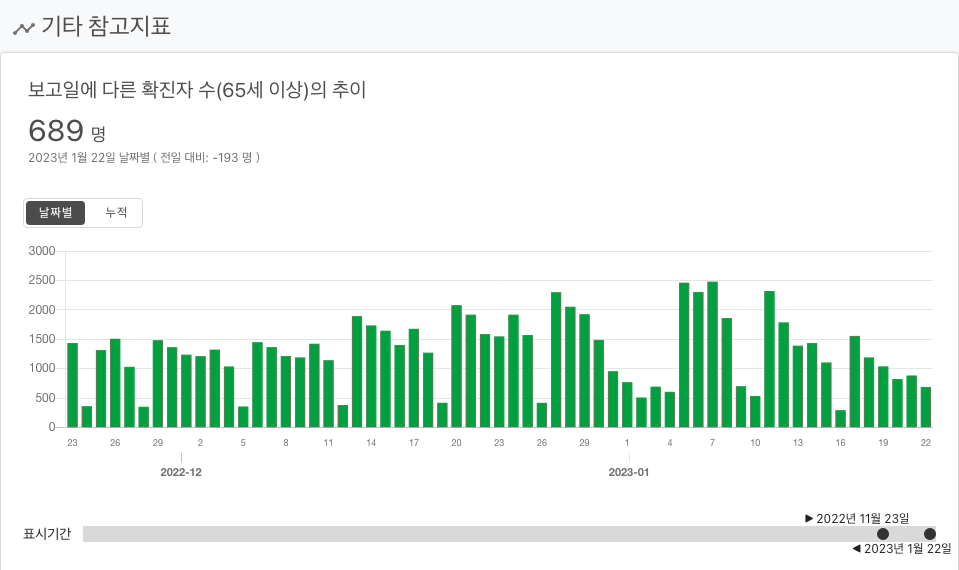 기타 참고지표
보고일에 다른 확진자 수(65세 이상)의 추이
689 명
2023년 1월 22일 날짜별 ( 전일 대비: -193 명 )
날짜별 누적
3000
2500
2000
1500
1000
500
0
23 26 29 2 5 8 11 14 17 20 23 26 29 1 4 7 10 13 16 19 22
2022-12 2023-01
▶ 2022년 11월 23일
표시기간
◀ 2023년 1월 22일